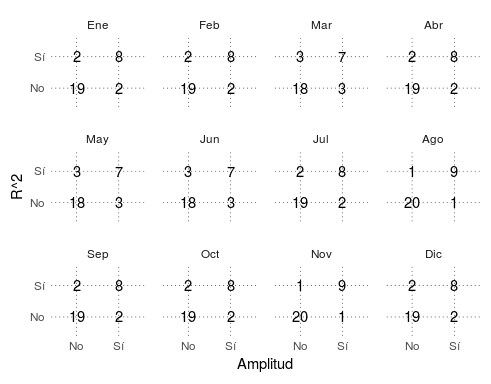 Ene Feb Mar Abr
Sí 2 8 2 8 3 7 2 8
No 19 2 19 2 18 3 19 2
May Jun Jul Ago
Sí 3 7 3 7 2 8 1 9
No 18 3 18 3 19 2 20 1
R^2
Sep Oct Nov Dic
Sí 2 8 2 8 1 9 2 8
No 19 2 19 2 20 1 19 2
No Sí No Sí No Sí No Sí
Amplitud